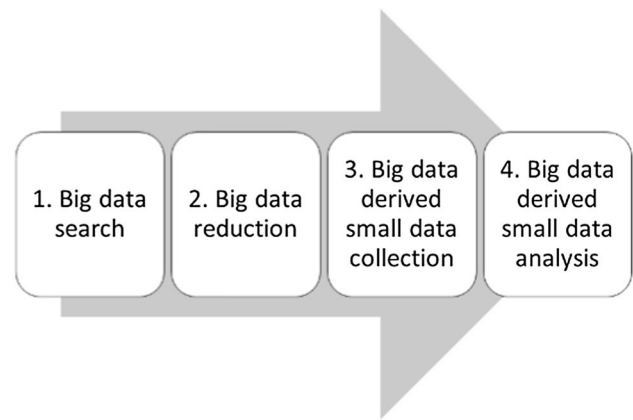 1. Big data
search
2. Big data
reduction
3. Big data
derived
small data
collection
4. Big data
derived
small data
analysis